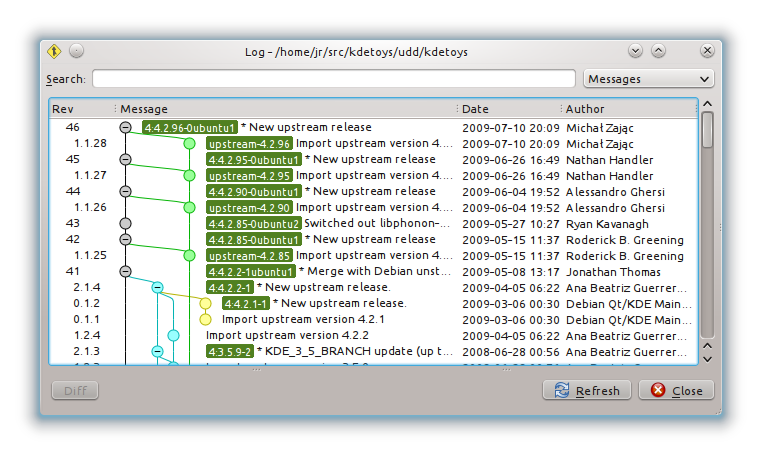 Log – /home/jr/src/kdetoys/udd/kdetoys
Search: Messages
Rev Message Date Author
46 4:4.2.96-0ubuntu1 * New upstream release 2009-07-10 20:09 Michał Zając
1.1.28 upstream-4.2.96 Import upstream version 4.... 2009-07-10 20:09 Michał Zając
45 4:4.2.95-0ubuntu1 * New upstream release 2009-06-26 16:49 Nathan Handler
1.1.27 upstream-4.2.95 Import upstream version 4.... 2009-06-26 16:49 Nathan Handler
44 4:4.2.90-0ubuntu1 * New upstream release 2009-06-04 19:52 Alessandro Ghersi
1.1.26 upstream-4.2.90 Import upstream version 4.... 2009-06-04 19:52 Alessandro Ghersi
43 4:4.2.85-0ubuntu2 Switched out libphonon-... 2009-05-27 10:27 Ryan Kavanagh
42 4:4.2.85-0ubuntu1 * New upstream release 2009-05-15 11:37 Roderick B. Greening
1.1.25 upstream-4.2.85 Import upstream version 4.... 2009-05-15 11:37 Roderick B. Greening
41 4:4.2.2-1ubuntu1 * Merge with Debian unst... 2009-05-08 13:17 Jonathan Thomas
2.1.4 4:4.2.2-1 * New upstream release. 2009-04-05 06:22 Ana Beatriz Guerrer...
0.1.2 4:4.2.1-1 * New upstream release. 2009-03-06 00:30 Debian Qt/KDE Main...
0.1.1 Import upstream version 4.2.1 2009-03-06 00:30 Debian Qt/KDE Main...
1.2.4 Import upstream version 4.2.2 2009-04-05 06:22 Ana Beatriz Guerrer...
2.1.3 4:3.5.9-2 * KDE_3_5_BRANCH update (up t... 2008-06-28 00:56 Ana Beatriz Guerrer...
Diff Refresh Close